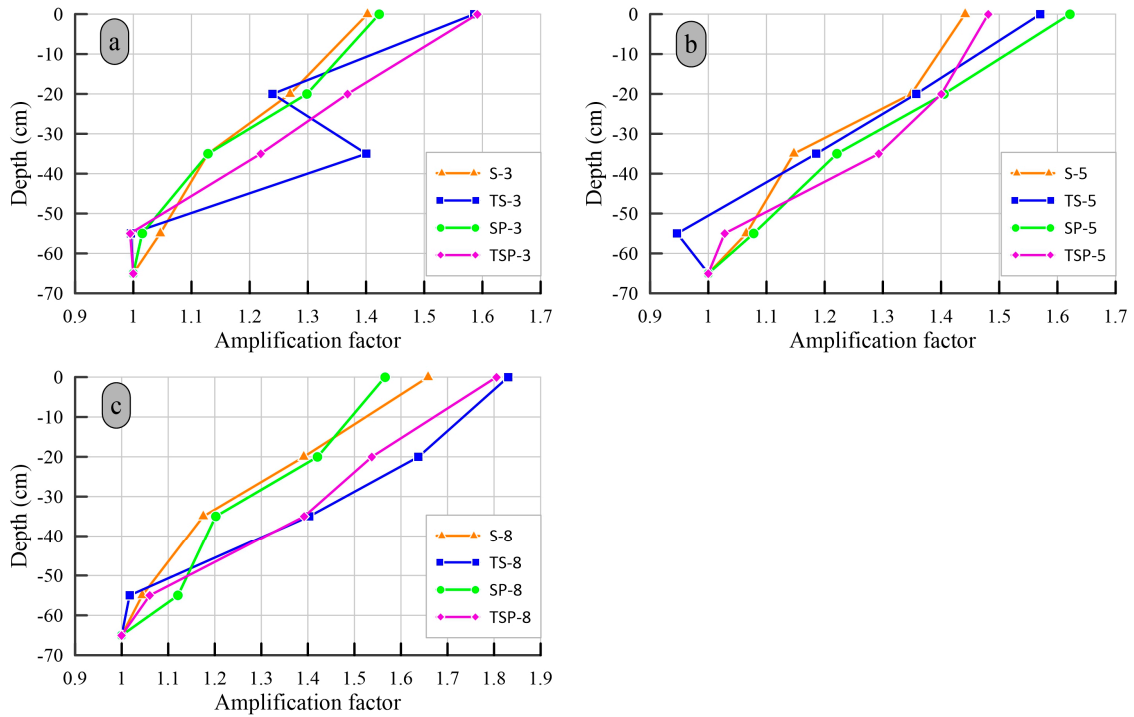 a
0
-10
-20
-30
-40
-50
-60
-70
Depth (cm)
0.9 1 1.1 1.2 1.3 1.4 1.5 1.6 1.7
Amplification factor
S-3
TS-3
SP-3
TSP-3
b
0
-10
-20
-30
-40
-50
-60
-70
Depth (cm)
0.9 1 1.1 1.2 1.3 1.4 1.5 1.6 1.7
Amplification factor
S-5
TS-5
SP-5
TSP-5
c
0
-10
-20
-30
-40
-50
-60
-70
Depth (cm)
0.9 1 1.1 1.2 1.3 1.4 1.5 1.6 1.7 1.8 1.9
Amplification factor
S-8
TS-8
SP-8
TSP-8